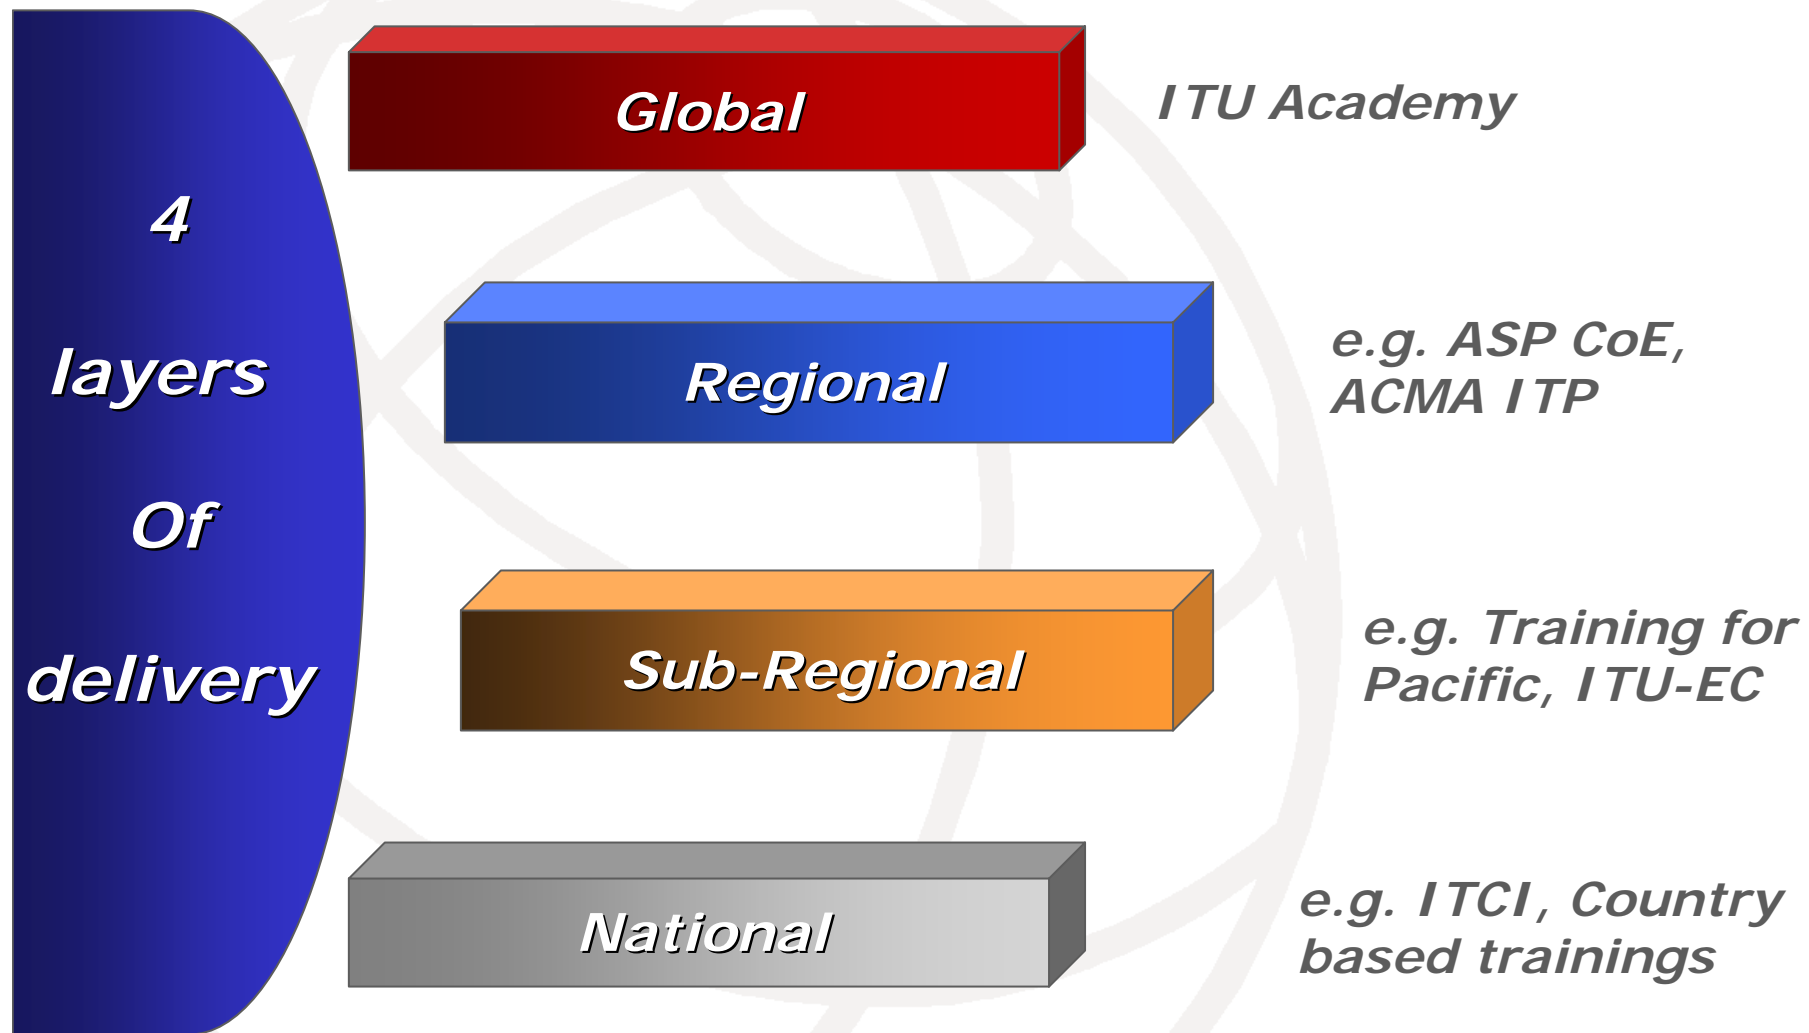 4
layers
Of
delivery
Global
ITU Academy
Regional
e.g. ASP CoE,
ACMA ITP
Sub-Regional
e.g. Training for
Pacific, ITU-EC
National
e.g. ITCI, Country
based trainings